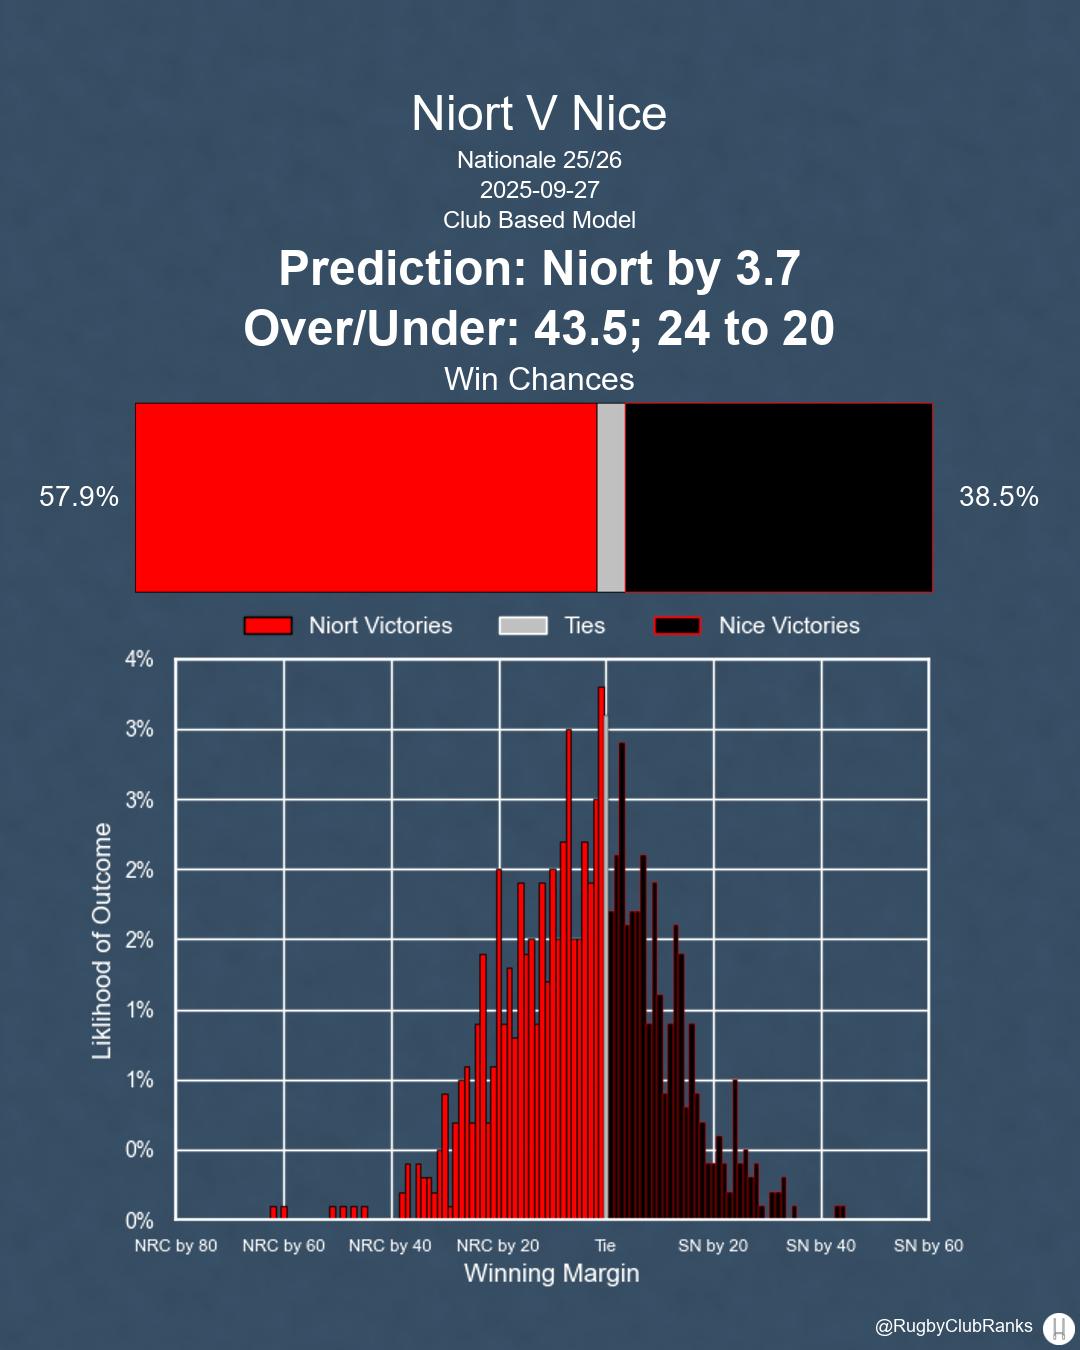 Niort V Nice
Nationale 25/26
2025-09-27
Club Based Model
Prediction: Niort by 3.7
Over/Under: 43.5; 24 to 20
Win Chances
57.9%
38.5%
Niort Victories
Ties
Nice Victories
4%
3%
3%
2%
2%
1%
1%
0%
0%
Liklihood of Outcome
NRC by 80
NRC by 60
NRC by 40
NRC by 20
Tie
SN by 20
SN by 40
SN by 60
Winning Margin
@RugbyClubRanks